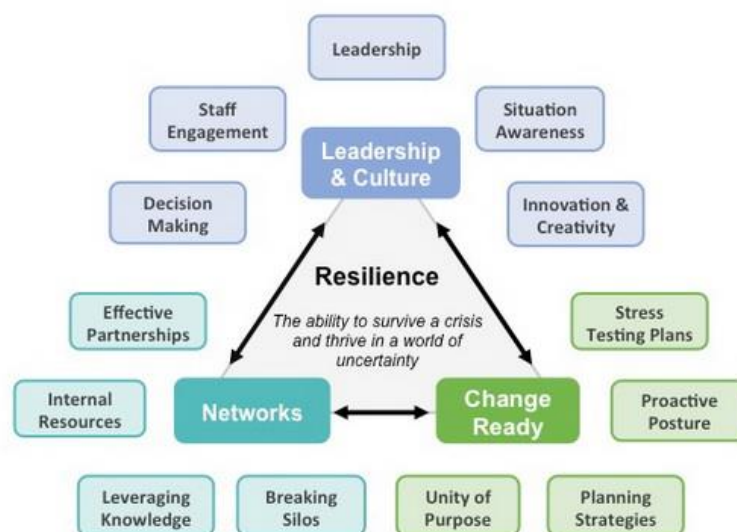 Leadership
Staff
Engagement
Situation
Awareness
Leadership
& Culture
Decision
Making
Innovation &
Creativity
Resilience
The ability to survive a crisis
and thrive in a world of
uncertainty
Effective
Partnerships
Stress
Testing Plans
Internal
Resources
Networks
Change
Ready
Proactive
Posture
Leveraging
Knowledge
Breaking
Silos
Unity of
Purpose
Planning
Strategies